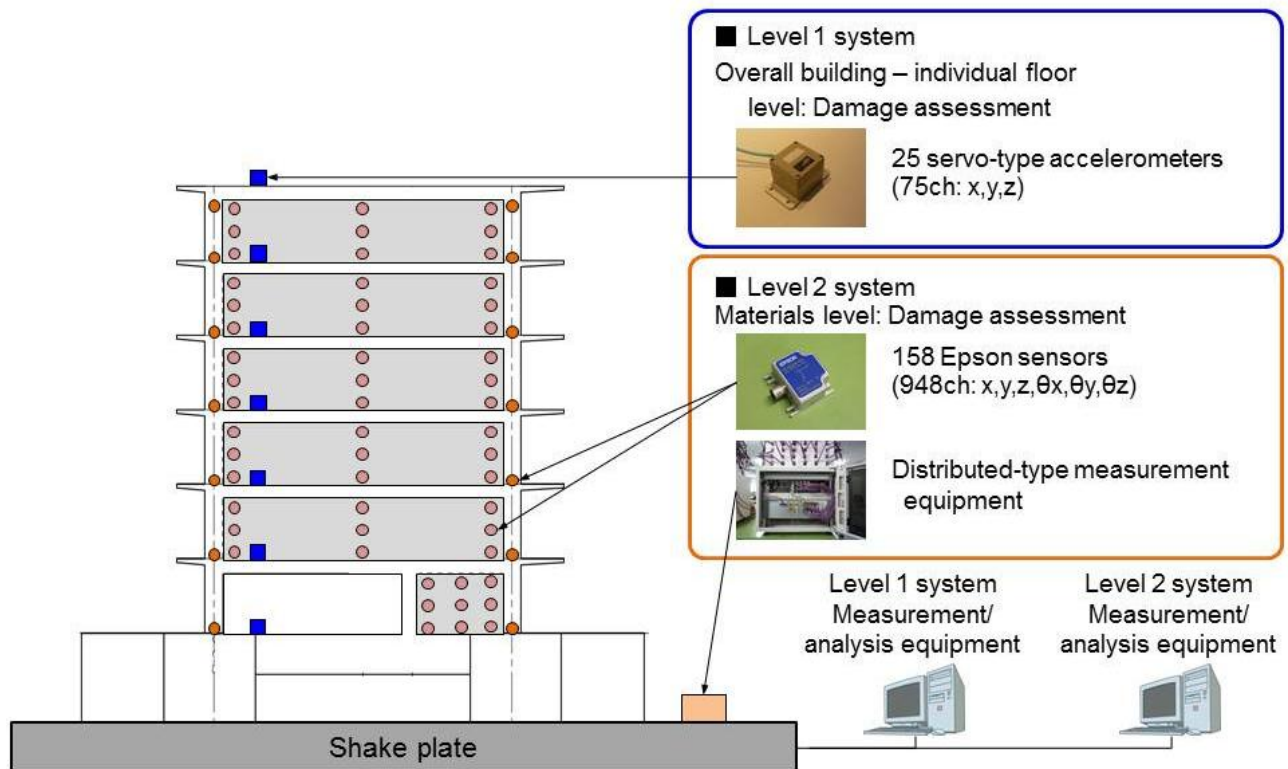 ■ Level 1 system
Overall building – individual floor
level: Damage assessment
25 servo-type accelerometers
(75ch: x,y,z)
■ Level 2 system
Materials level: Damage assessment
158 Epson sensors
(948ch: x,y,z,θx,θy,θz)
Distributed-type measurement
equipment
Level 1 system
Measurement/
analysis equipment
Level 2 system
Measurement/
analysis equipment
Shake plate